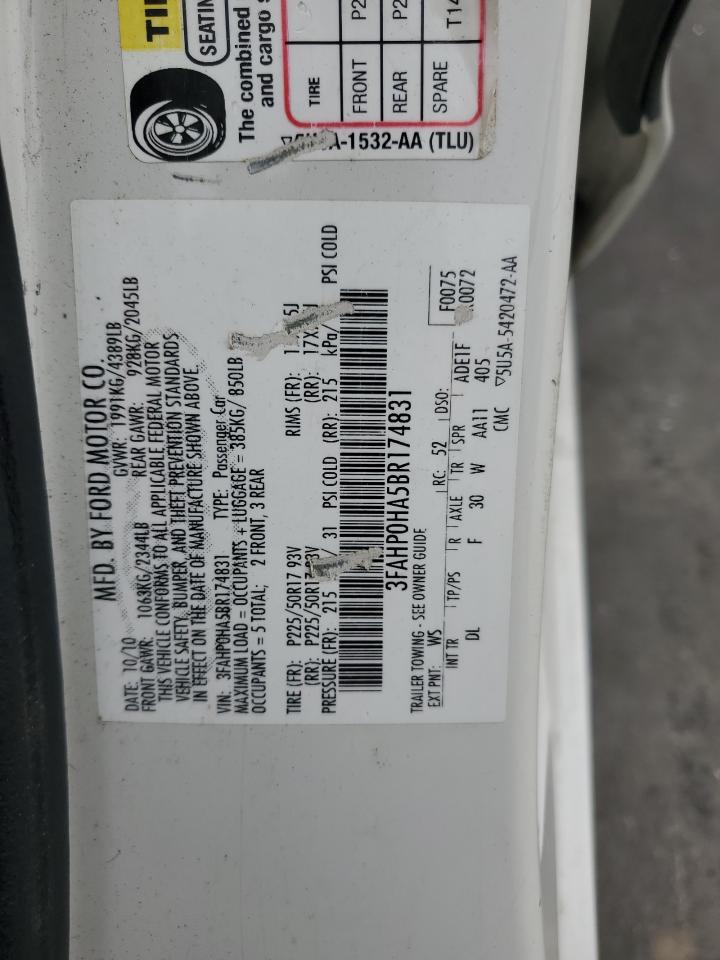 TIR
SEATIN
The combined
and cargo s
TIRE
FRONT P2
REAR P2
SPARE T14
A-1532-AA (TLU)
MFD. BY FORD MOTOR CO.
DATE: 10/10 GVWR: 1991KG/4389LB
FRONT GAWR: 1063KG/2344LB REAR GAWR: 928KG/2045LB
THIS VEHICLE CONFORMS TO ALL APPLICABLE FEDERAL MOTOR
VEHICLE SAFETY, BUMPER, AND THEFT PREVENTION STANDARDS
IN EFFECT ON THE DATE OF MANUFACTURE SHOWN ABOVE.
VIN: 3FAHP0HA5BR174831 TYPE: Passenger Car
MAXIMUM LOAD = OCCUPANTS + LUGGAGE = 385KG/ 850LB
OCCUPANTS = 5 TOTAL; 2 FRONT, 3 REAR
TIRE (FR): P225/50R17 93V RIMS (FR): 5J
(RR): P225/50R17 93V (RR): 17X
PRESSURE (FR): 215 / 31 PSI COLD (RR): 215 kPa/ PSI COLD
3FAHP0HA5BR174831
TRAILER TOWING - SEE OWNER GUIDE
EXT PNT: WS RC: 52 DSO: F0075
0072
INT TR TP/PS R AXLE TR SPR ADE1F
DL F 30 W AA11 405
CMC ▽5U5A-5420472-AA